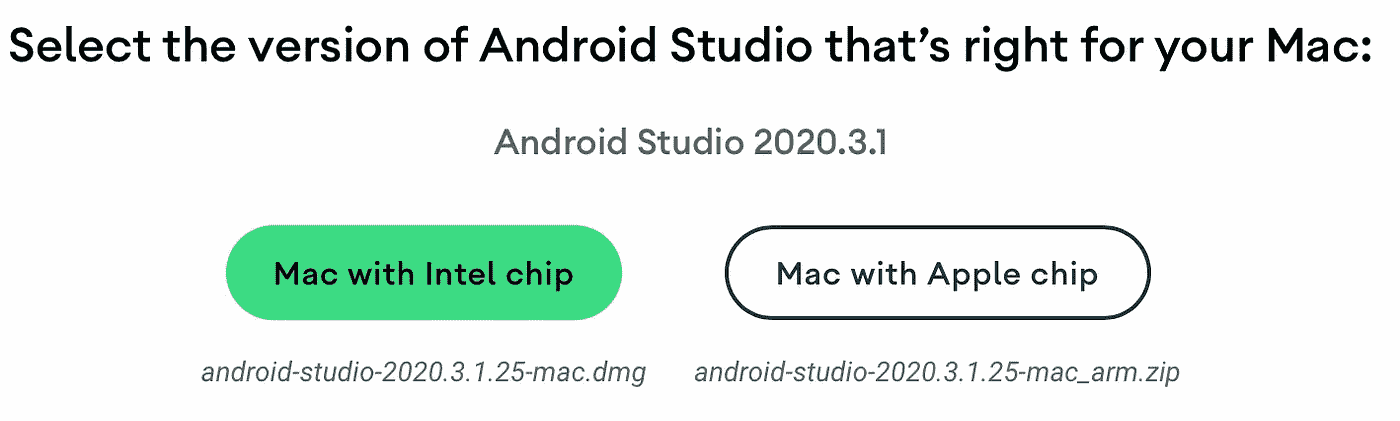 Select the version of Android Studio that’s right for your Mac:
Android Studio 2020.3.1
Mac with Intel chip
Mac with Apple chip
android-studio-2020.3.1.25-mac.dmg
android-studio-2020.3.1.25-mac_arm.zip